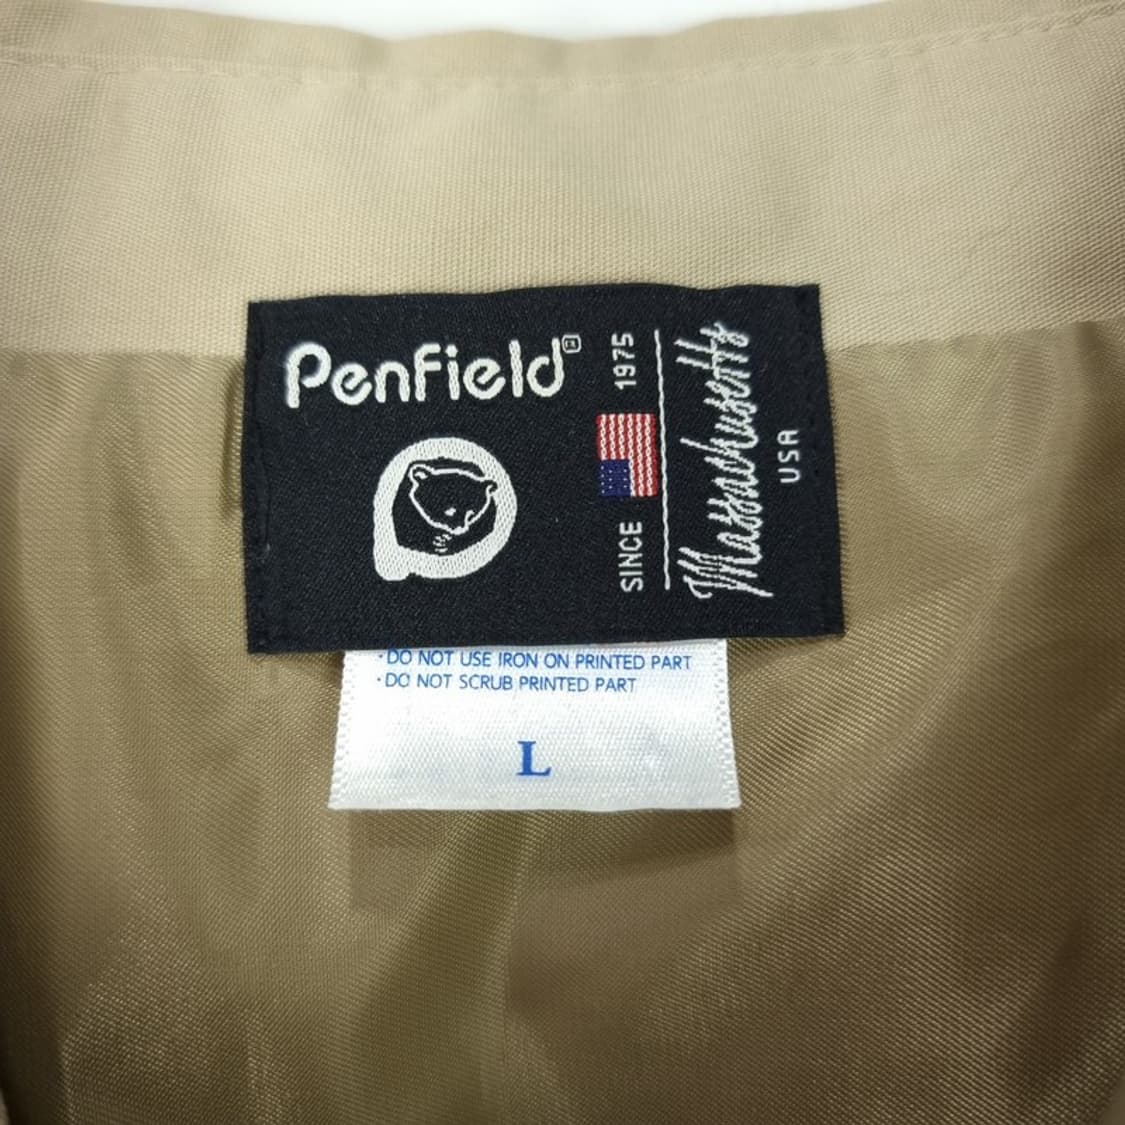 Penfield®
SINCE 1975
Massachusetts
USA
·DO NOT USE IRON ON PRINTED PART
·DO NOT SCRUB PRINTED PART
L